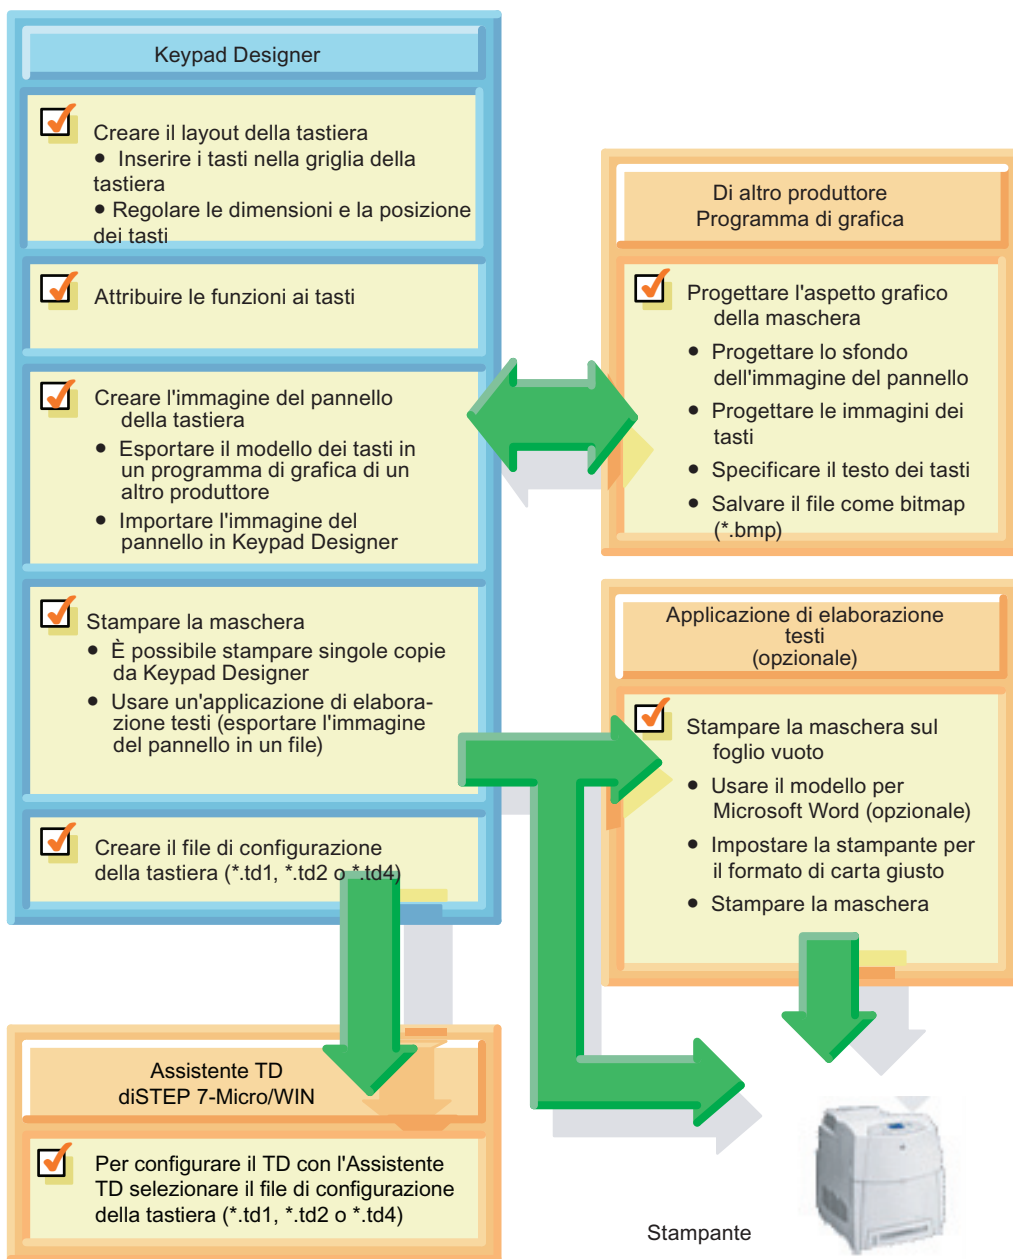 Keypad Designer
Creare il layout della tastiera
● Inserire i tasti nella griglia della
tastiera
● Regolare le dimensioni e la posizione
dei tasti
Attribuire le funzioni ai tasti
Creare l'immagine del pannello
della tastiera
● Esportare il modello dei tasti in
un programma di grafica di un
altro produttore
● Importare l'immagine del
pannello in Keypad Designer
Stampare la maschera
● È possibile stampare singole copie
da Keypad Designer
● Usare un'applicazione di elabora-
zione testi (esportare l'immagine
del pannello in un file)
Creare il file di configurazione
della tastiera (*.td1, *.td2 o *.td4)
Di altro produttore
Programma di grafica
Progettare l'aspetto grafico
della maschera
● Progettare lo sfondo
dell'immagine del pannello
● Progettare le immagini dei
tasti
● Specificare il testo dei tasti
● Salvare il file come bitmap
(*.bmp)
Applicazione di elaborazione
testi
(opzionale)
Stampare la maschera sul
foglio vuoto
● Usare il modello per
Microsoft Word (opzionale)
● Impostare la stampante per
il formato di carta giusto
● Stampare la maschera
Assistente TD
diSTEP 7-Micro/WIN
Per configurare il TD con l'Assistente
TD selezionare il file di configurazione
della tastiera (*.td1, *.td2 o *.td4)
Stampante